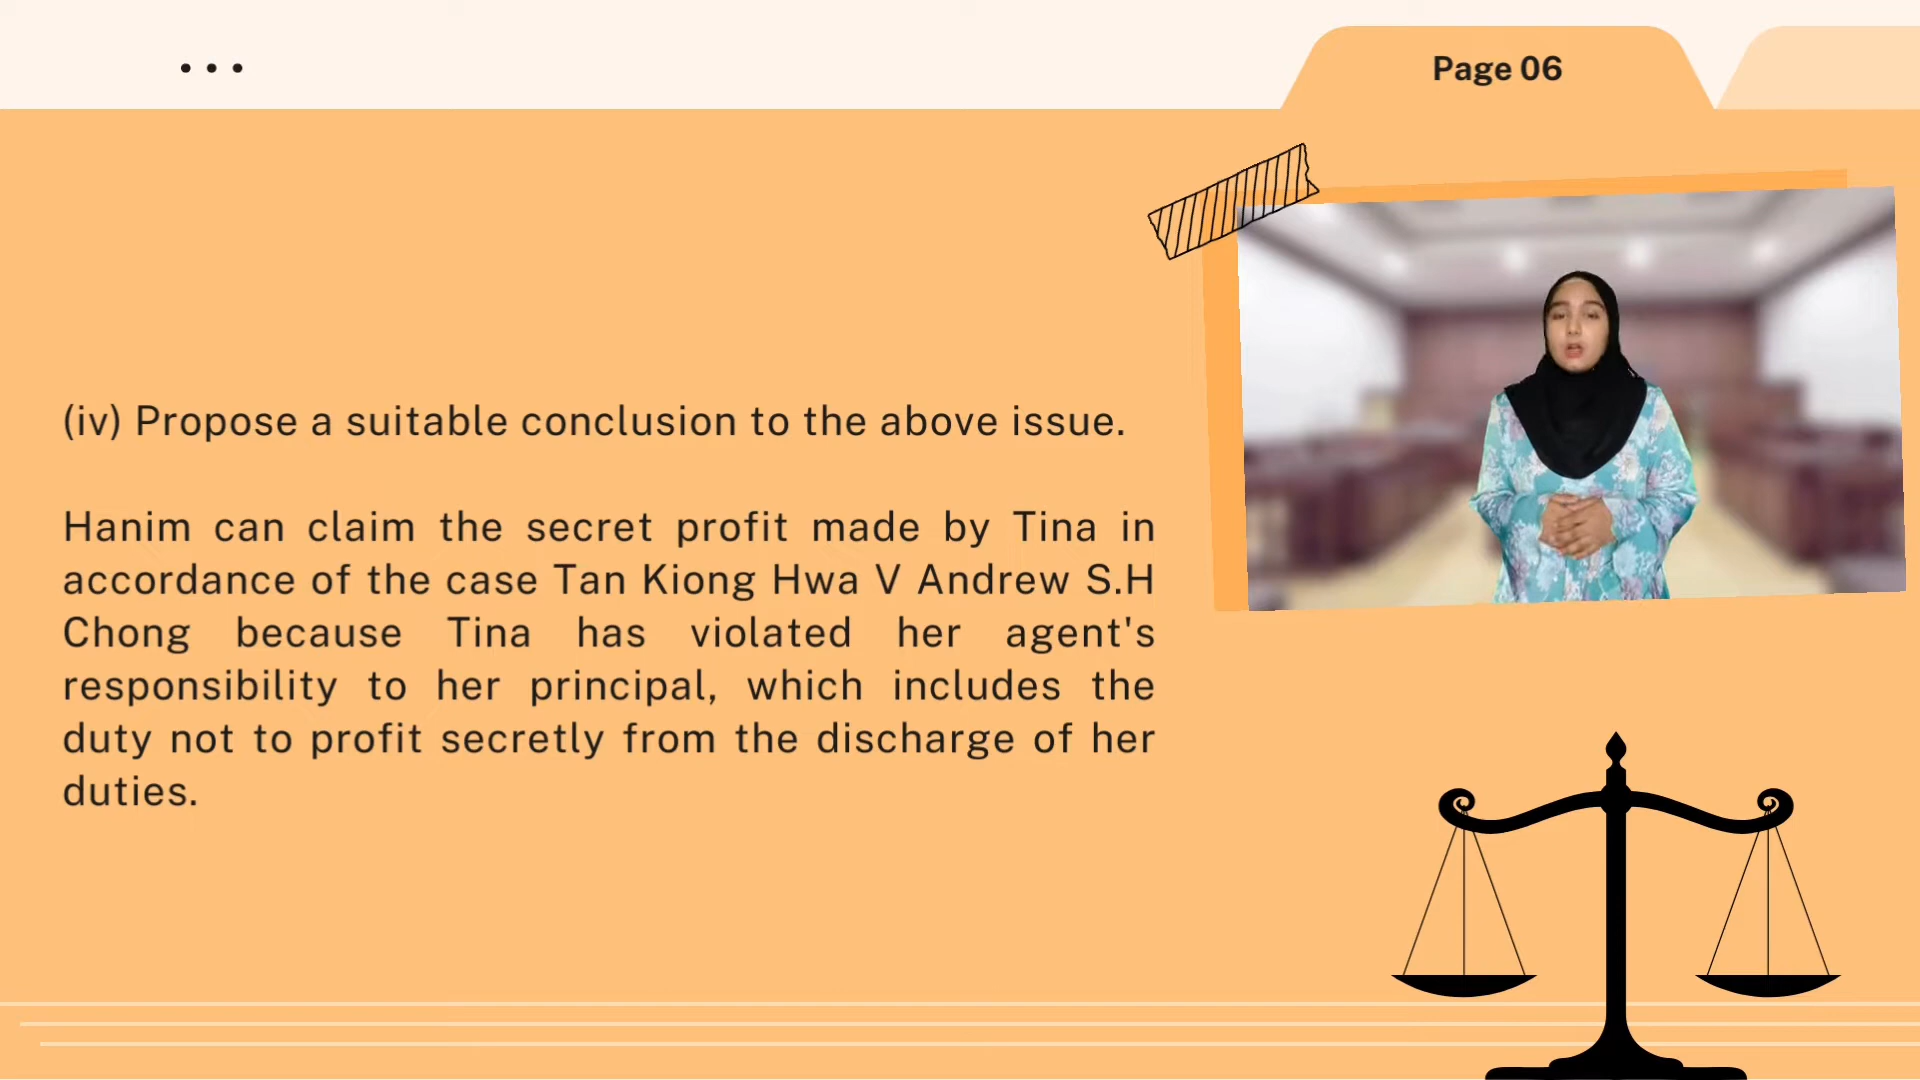 Page 06
(iv) Propose a suitable conclusion to the above issue.
Hanim can claim the secret profit made by Tina in
accordance of the case Tan Kiong Hwa V Andrew S.H
Chong because Tina has violated her agent's
responsibility to her principal, which includes the
duty not to profit secretly from the discharge of her
duties.